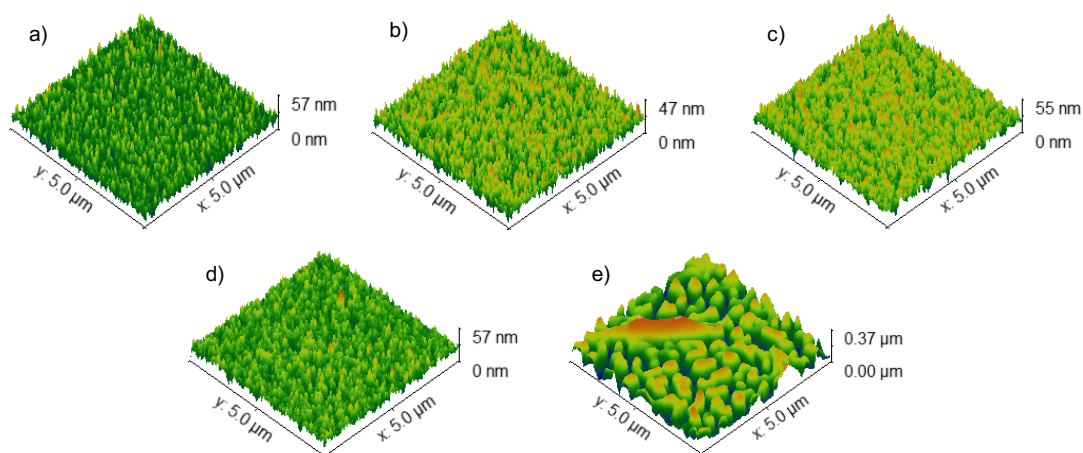 a)
57 nm
0 nm
y: 5.0 µm
x: 5.0 µm
b)
47 nm
0 nm
y: 5.0 µm
x: 5.0 µm
c)
55 nm
0 nm
y: 5.0 µm
x: 5.0 µm
d)
57 nm
0 nm
y: 5.0 µm
x: 5.0 µm
e)
0.37 µm
0.00 µm
y: 5.0 µm
x: 5.0 µm